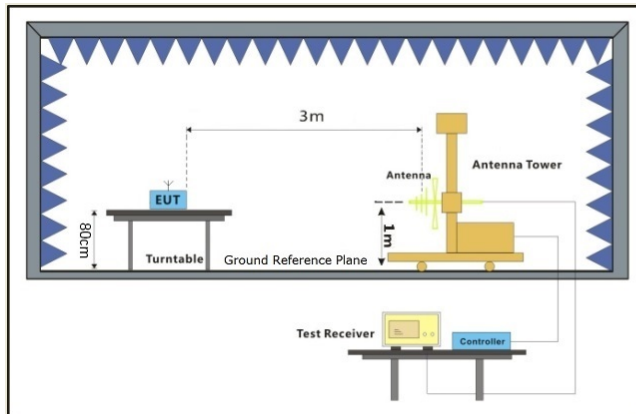 3m
Antenna
Antenna Tower
EUT
80cm
1m
Turntable
Ground Reference Plane
Test Receiver
Controller